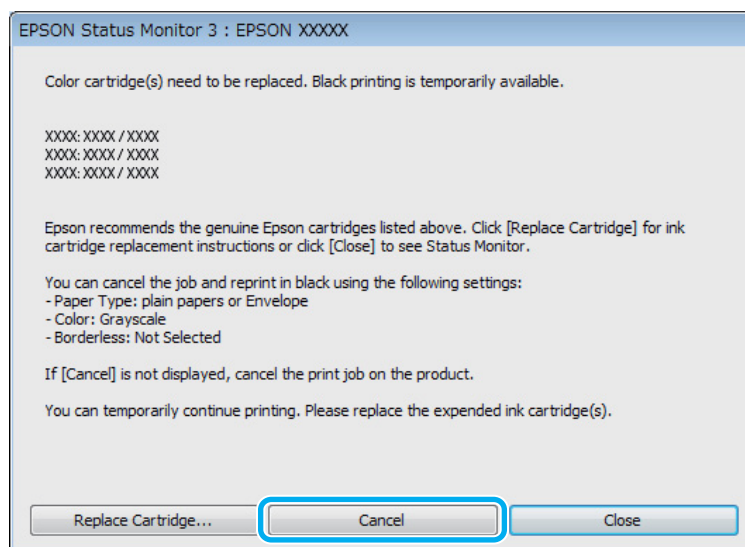 EPSON Status Monitor 3 : EPSON XXXXX
Color cartridge(s) need to be replaced. Black printing is temporarily available.
XXXX: XXXX / XXXX
XXXX: XXXX / XXXX
XXXX: XXXX / XXXX
Epson recommends the genuine Epson cartridges listed above. Click [Replace Cartridge] for ink
cartridge replacement instructions or click [Close] to see Status Monitor.
You can cancel the job and reprint in black using the following settings:
- Paper Type: plain papers or Envelope
- Color: Grayscale
- Borderless: Not Selected
If [Cancel] is not displayed, cancel the print job on the product.
You can temporarily continue printing. Please replace the expended ink cartridge(s).
Replace Cartridge... Cancel Close